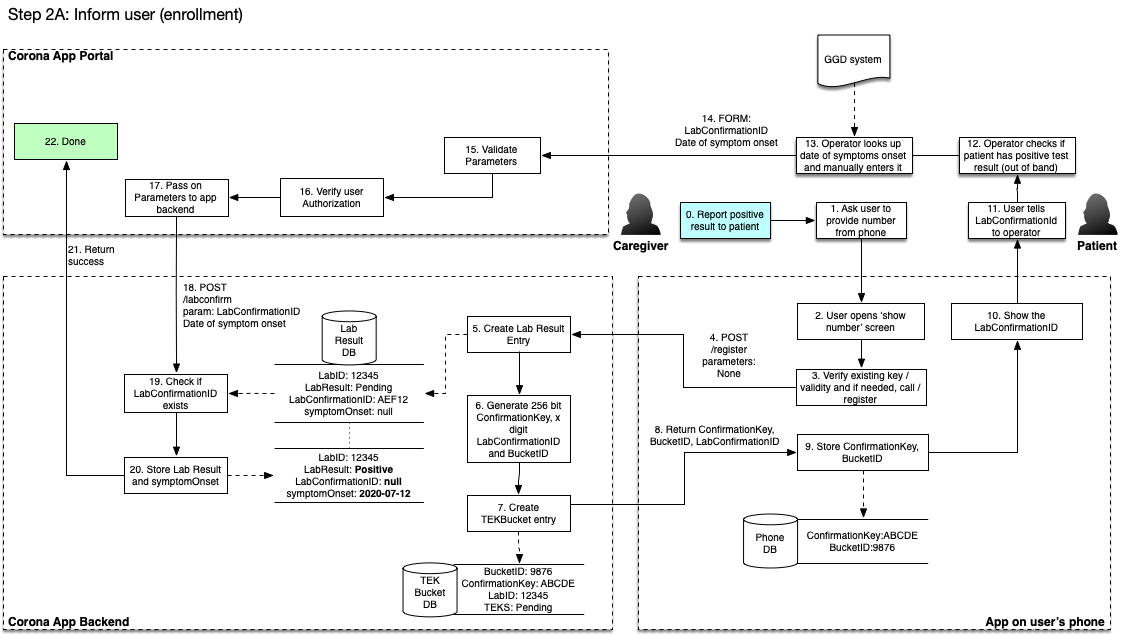 Step 2A: Inform user (enrollment)
Corona App Portal
GGD system
22. Done
15. Validate
Parameters
14. FORM:
LabConfirmationID
Date of symptom onset
13. Operator looks up
date of symptoms onset
and manually enters it
12. Operator checks if
patient has positive test
result (out of band)
17. Pass on
Parameters to app
backend
16. Verify user
Authorization
Caregiver
0. Report positive
result to patient
1. Ask user to
provide number
from phone
11. User tells
LabConfirmationId
to operator
Patient
21. Return
success
18. POST
/labconfirm
param: LabConfirmationID
Date of symptom onset
Lab
Result
DB
5. Create Lab Result
Entry
4. POST
/register
parameters:
None
2. User opens ‘show
number’ screen
10. Show the
LabConfirmationID
19. Check if
LabConfirmationID
exists
LabID: 12345
LabResult: Pending
LabConfirmationID: AEF12
symptomOnset: null
3. Verify existing key /
validity and if needed, call /
register
6. Generate 256 bit
ConfirmationKey, x
digit
LabConfirmationID
and BucketID
8. Return ConfirmationKey,
BucketID, LabConfirmationID
9. Store ConfirmationKey,
BucketID
20. Store Lab Result
and symptomOnset
LabID: 12345
LabResult: Positive
LabConfirmationID: null
symptomOnset: 2020-07-12
7. Create
TEKBucket entry
Phone
DB
ConfirmationKey:ABCDE
BucketID:9876
TEK
Bucket
DB
BucketID: 9876
ConfirmationKey: ABCDE
LabID: 12345
TEKS: Pending
Corona App Backend
App on user's phone